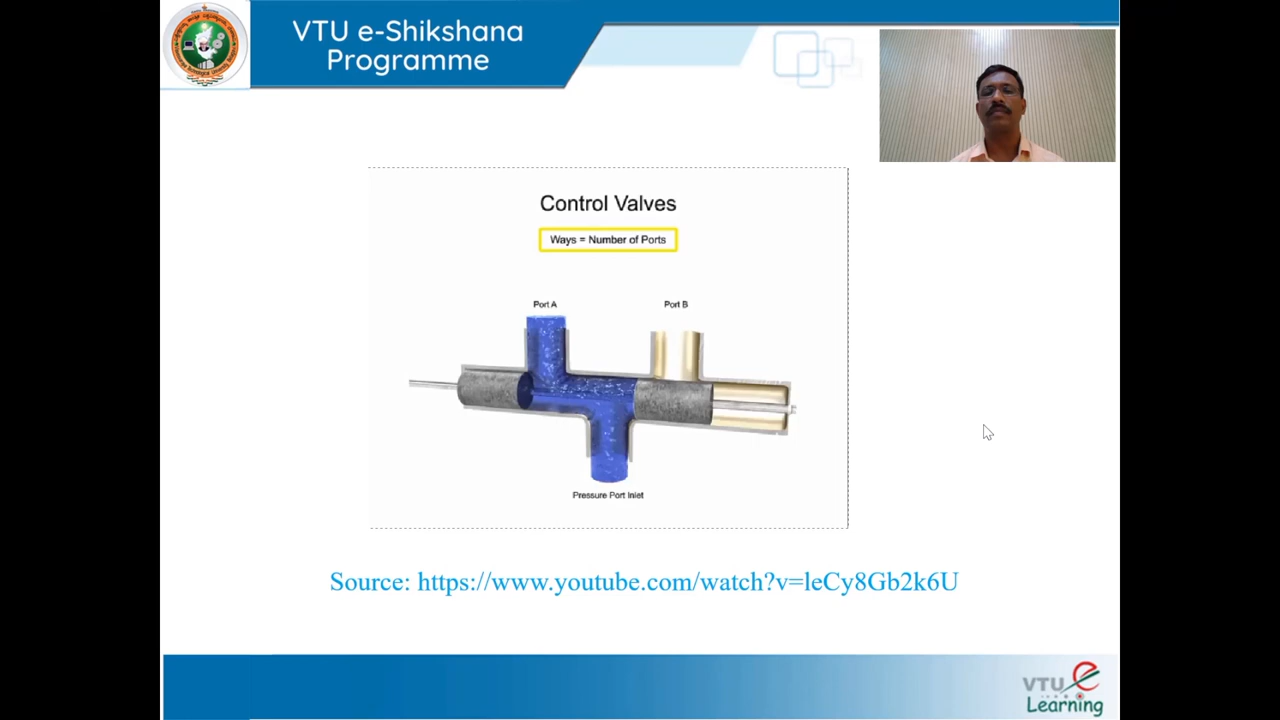 VTU e-Shikshana
Programme
Control Valves
Ways = Number of Ports
Port A
Port B
Pressure Port Inlet
Source: https://www.youtube.com/watch?v=leCy8Gb2k6U
VTU e
Learning